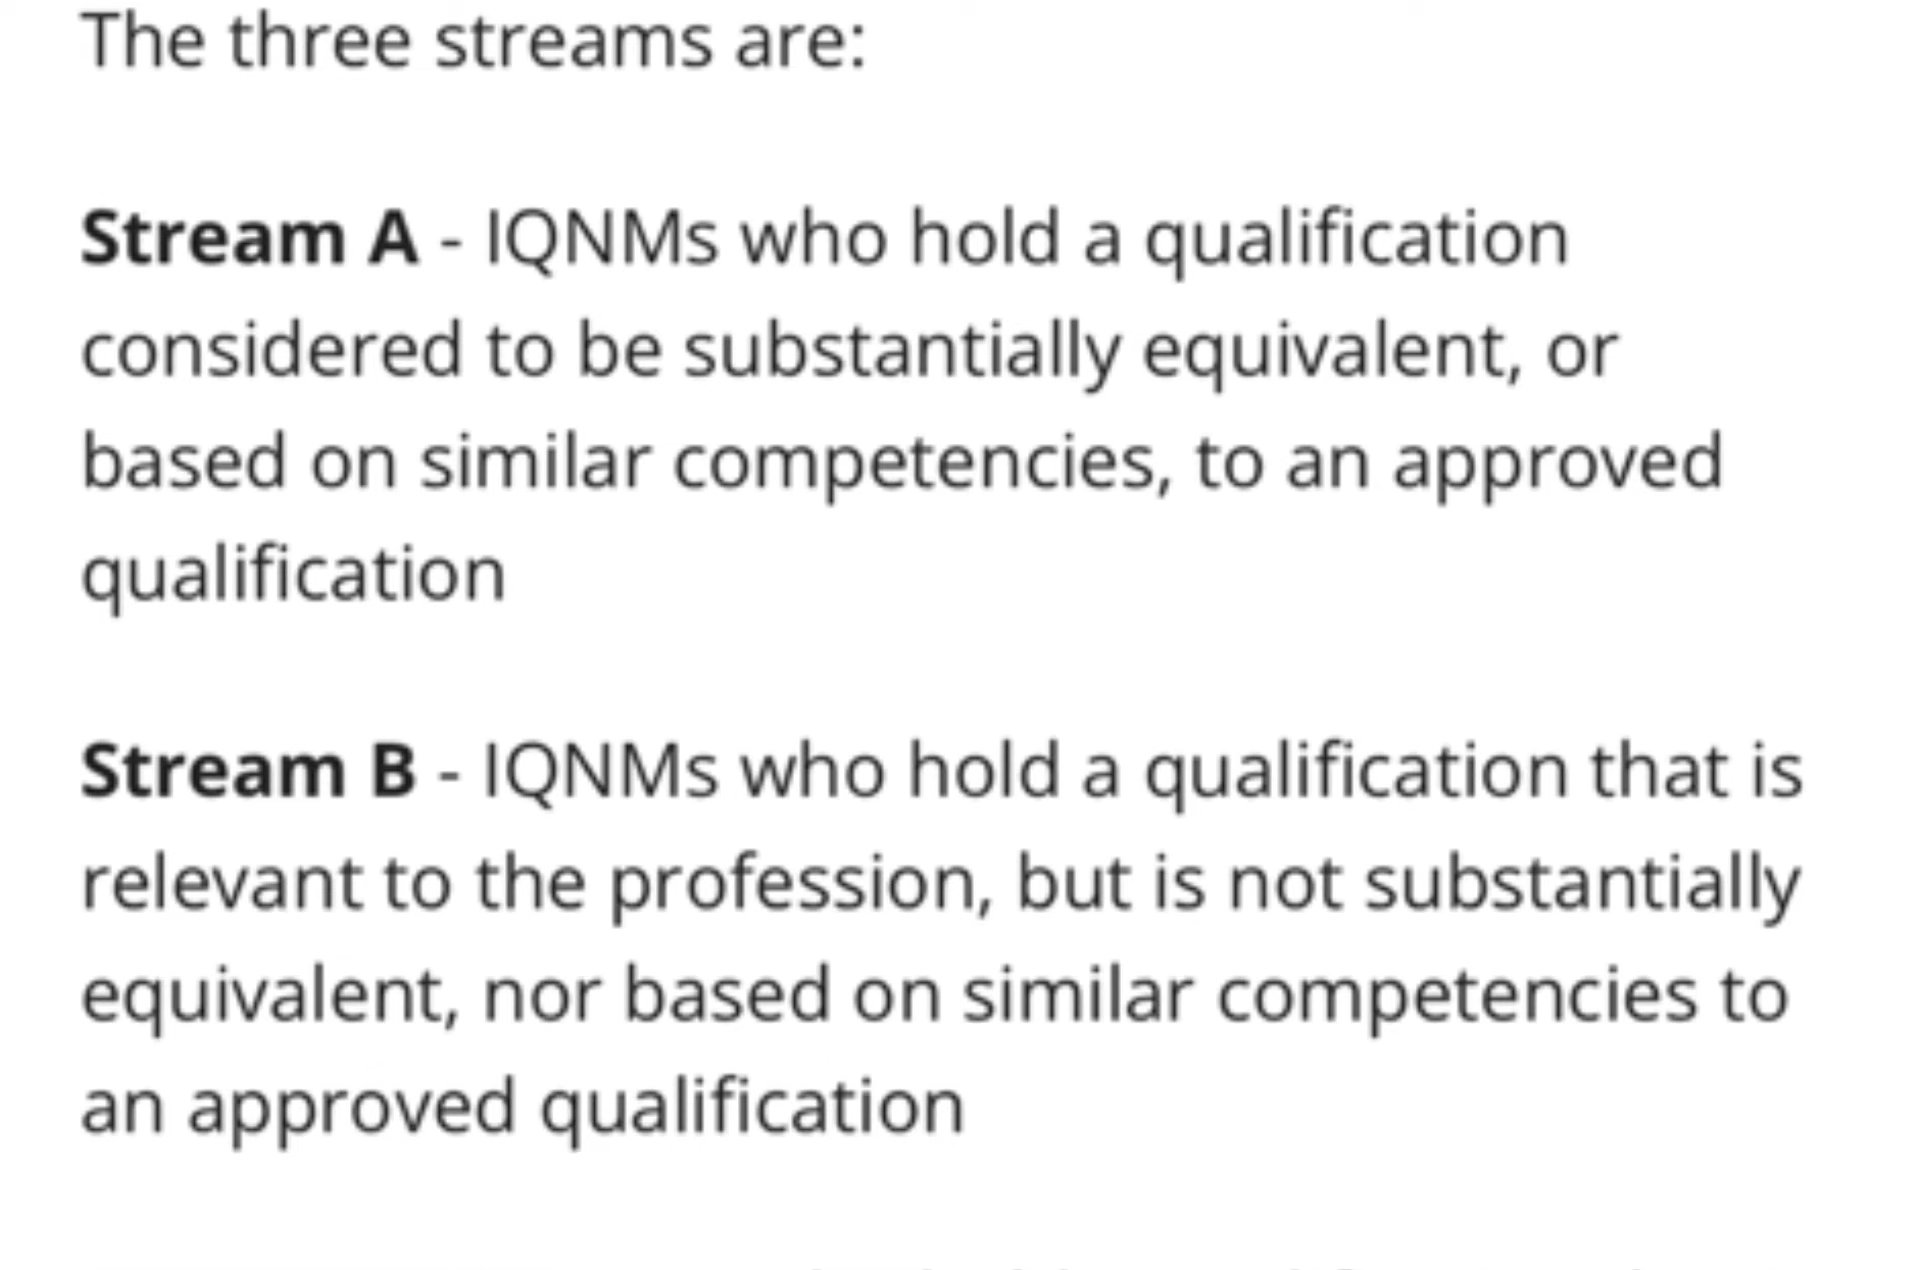 The three streams are:
Stream A - IQNMs who hold a qualification
considered to be substantially equivalent, or
based on similar competencies, to an approved
qualification
Stream B - IQNMs who hold a qualification that is
relevant to the profession, but is not substantially
equivalent, nor based on similar competencies to
an approved qualification